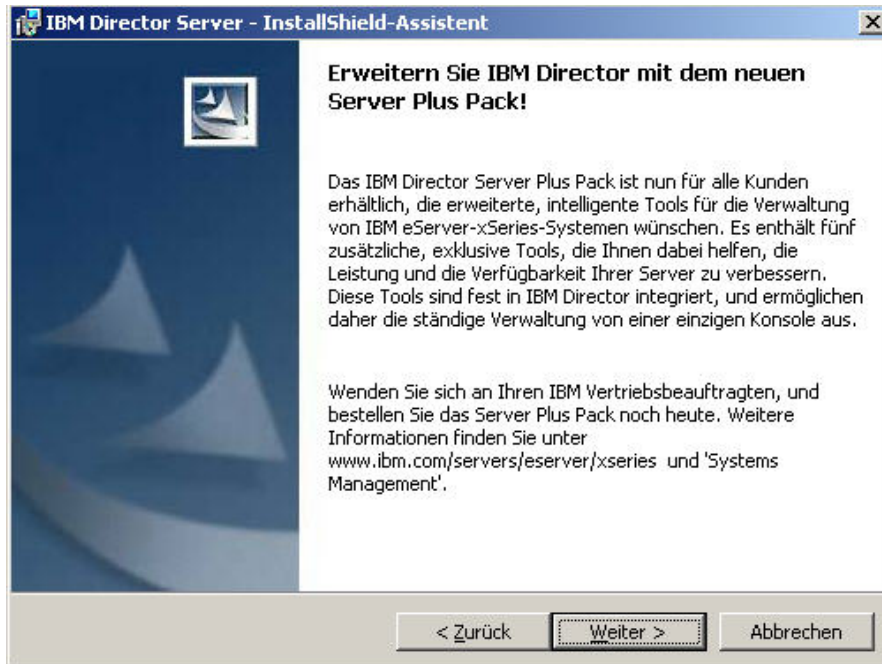 IBM Director Server - InstallShield-Assistent
Erweitern Sie IBM Director mit dem neuen
Server Plus Pack!
Das IBM Director Server Plus Pack ist nun für alle Kunden
erhältlich, die erweiterte, intelligente Tools für die Verwaltung
von IBM eServer-xSeries-Systemen wünschen. Es enthält fünf
zusätzliche, exklusive Tools, die Ihnen dabei helfen, die
Leistung und die Verfügbarkeit Ihrer Server zu verbessern.
Diese Tools sind fest in IBM Director integriert, und ermöglichen
daher die ständige Verwaltung von einer einzigen Konsole aus.
Wenden Sie sich an Ihren IBM Vertriebsbeauftragten, und
bestellen Sie das Server Plus Pack noch heute. Weitere
Informationen finden Sie unter
www.ibm.com/servers/eserver/xseries und 'Systems
Management'.
< Zurück Weiter > Abbrechen